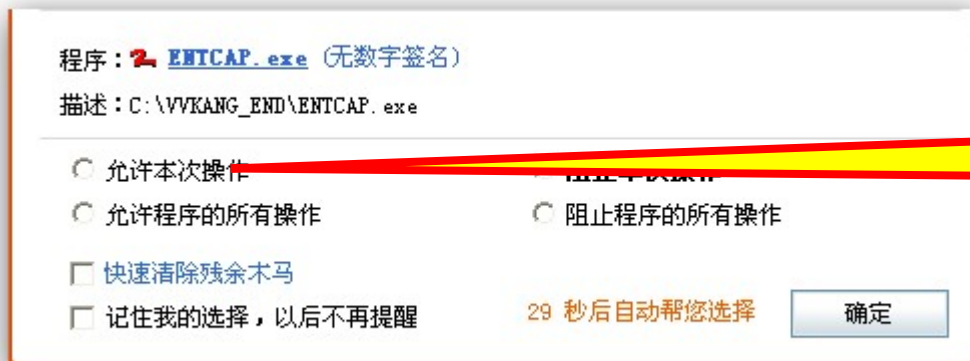 程序：ENTCAP.exe (无数字签名)
描述：C:\VVKANG_END\ENTCAP.exe
允许本次操作
允许程序的所有操作 阻止程序的所有操作
快速清除残余木马
记住我的选择，以后不再提醒 29 秒后自动帮您选择 确定